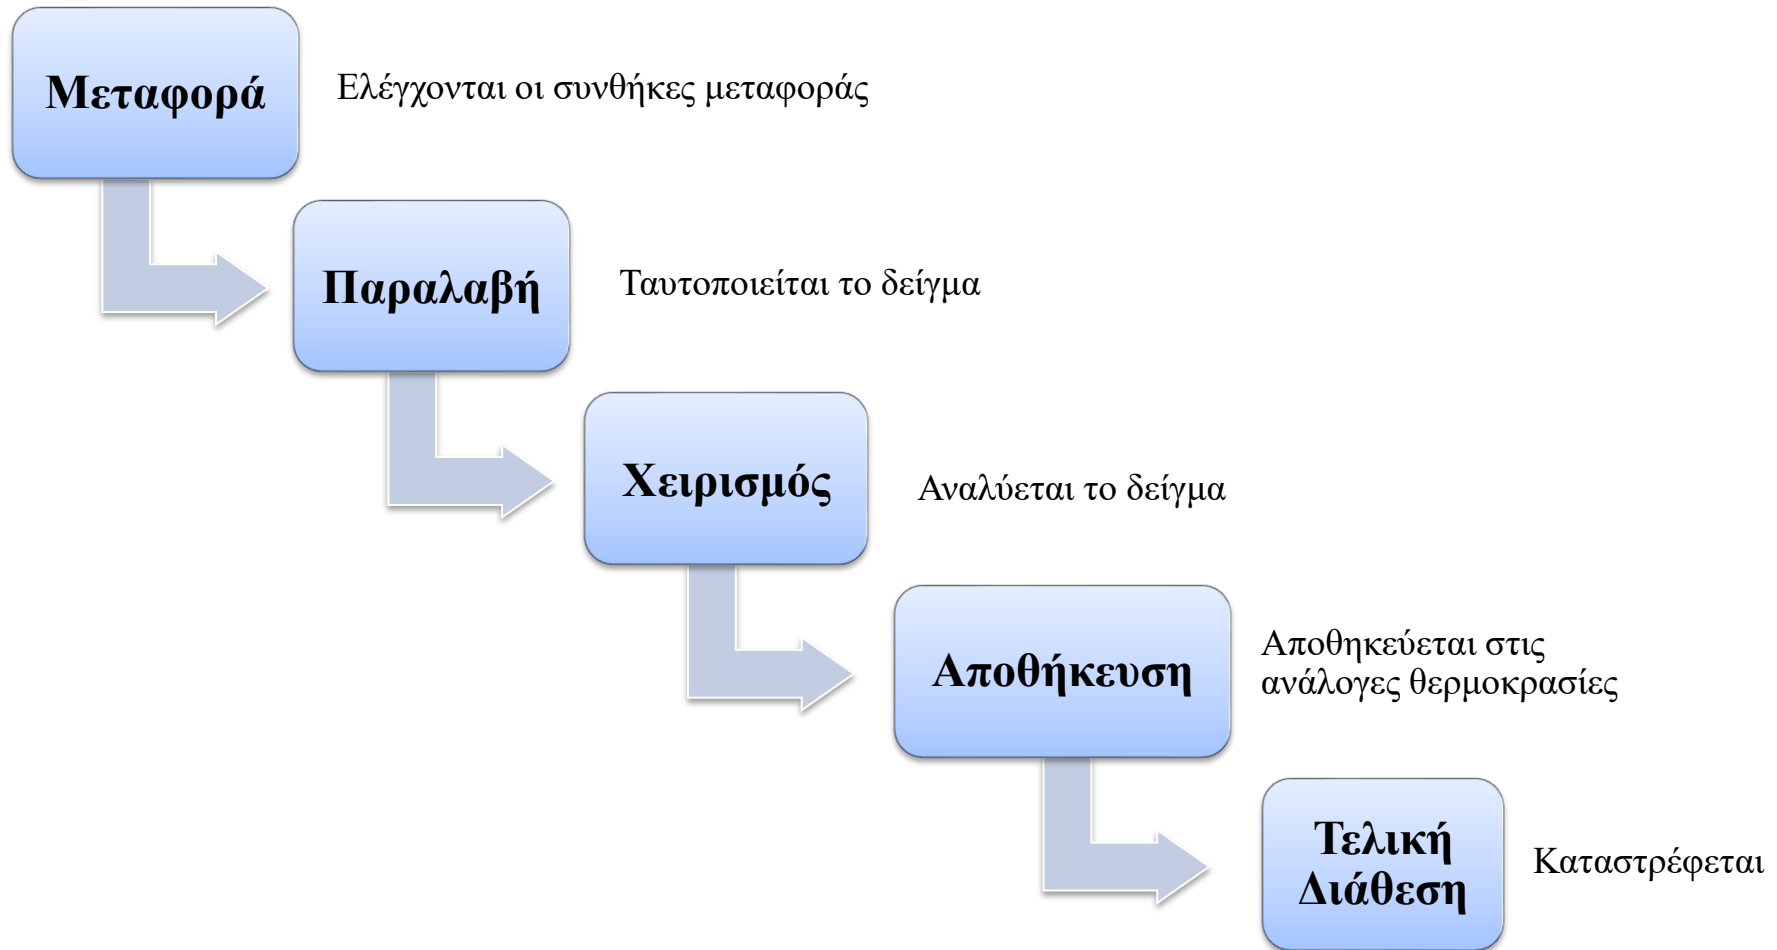 Μεταφορά
Ελέγχονται οι συνθήκες μεταφοράς
Παραλαβή
Ταυτοποιείται το δείγμα
Χειρισμός
Αναλύεται το δείγμα
Αποθήκευση
Αποθηκεύεται στις
ανάλογες θερμοκρασίες
Τελική
Διάθεση
Καταστρέφεται